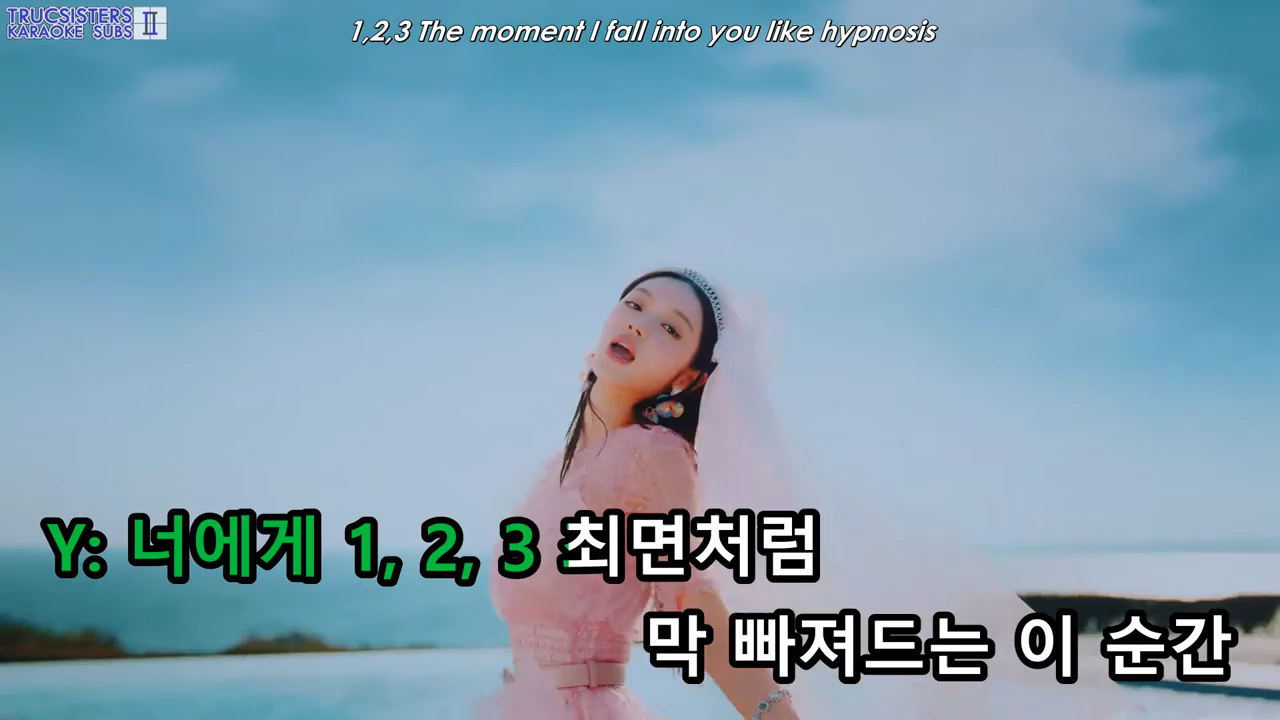 TRUCSISTERS
KARAOKE SUBS II
1,2,3 The moment I fall into you like hypnosis
Y: 너에게 1, 2, 3 최면처럼
막 빠져드는 이 순간